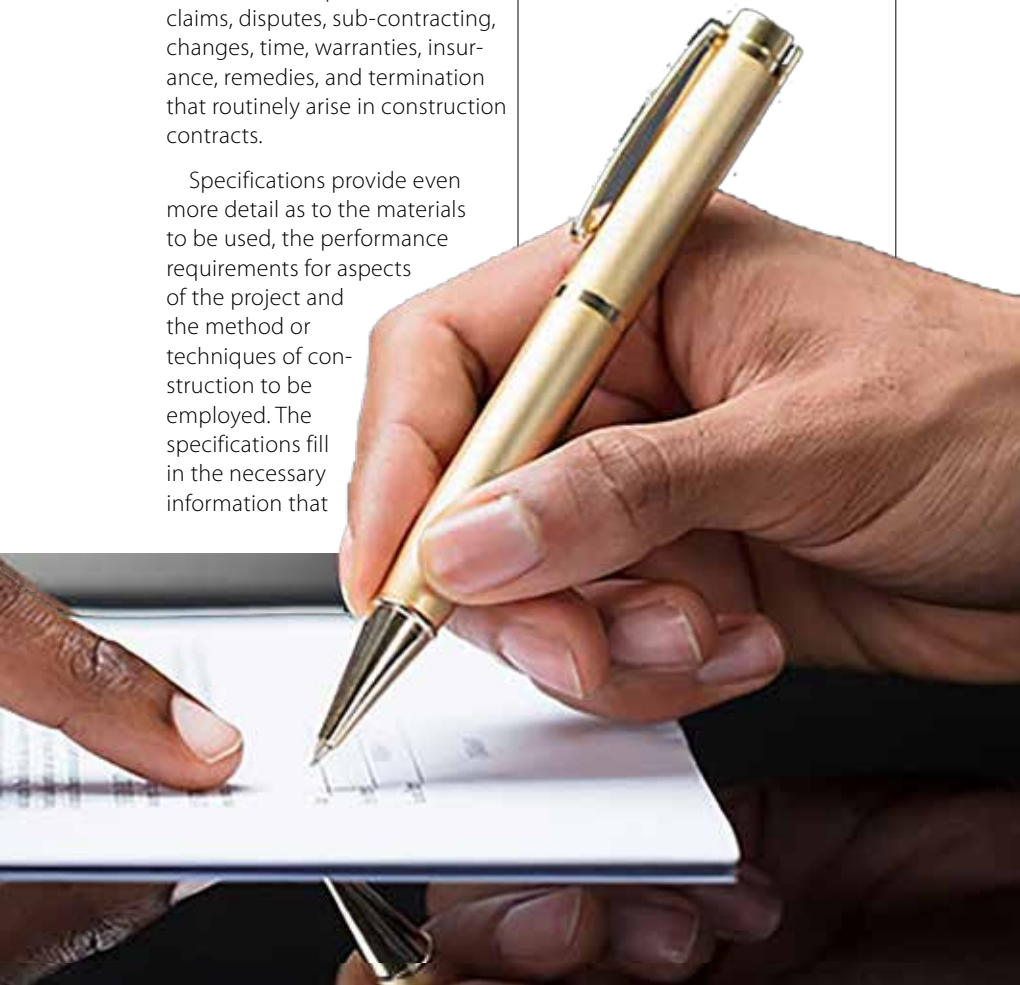 claims, disputes, sub-contracting,
changes, time, warranties, insur-
ance, remedies, and termination
that routinely arise in construction
contracts.
Specifications provide even
more detail as to the materials
to be used, the performance
requirements for aspects
of the project and
the method or
techniques of con-
struction to be
employed. The
specifications fill
in the necessary
information that